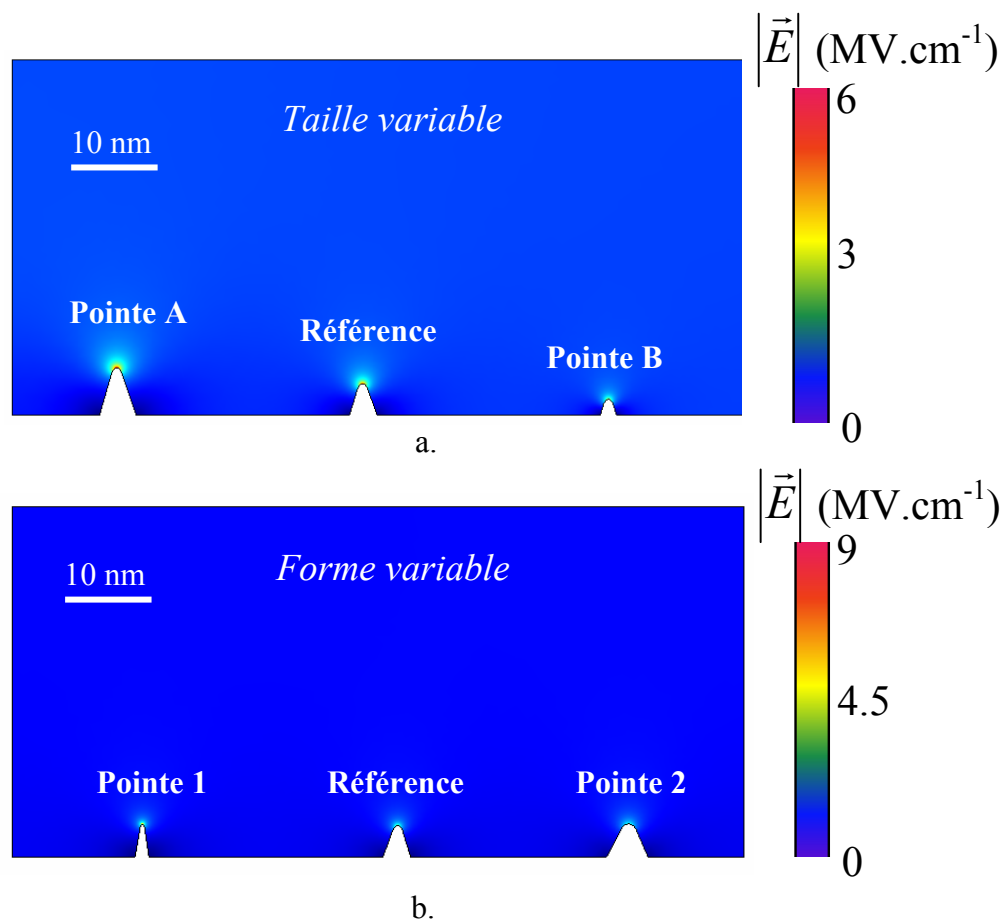 |E⃗| (MV.cm⁻¹)
6
3
0
Taille variable
10 nm
Pointe A
Référence
Pointe B
a.
|E⃗| (MV.cm⁻¹)
9
4.5
0
Forme variable
10 nm
Pointe 1 Référence Pointe 2
b.